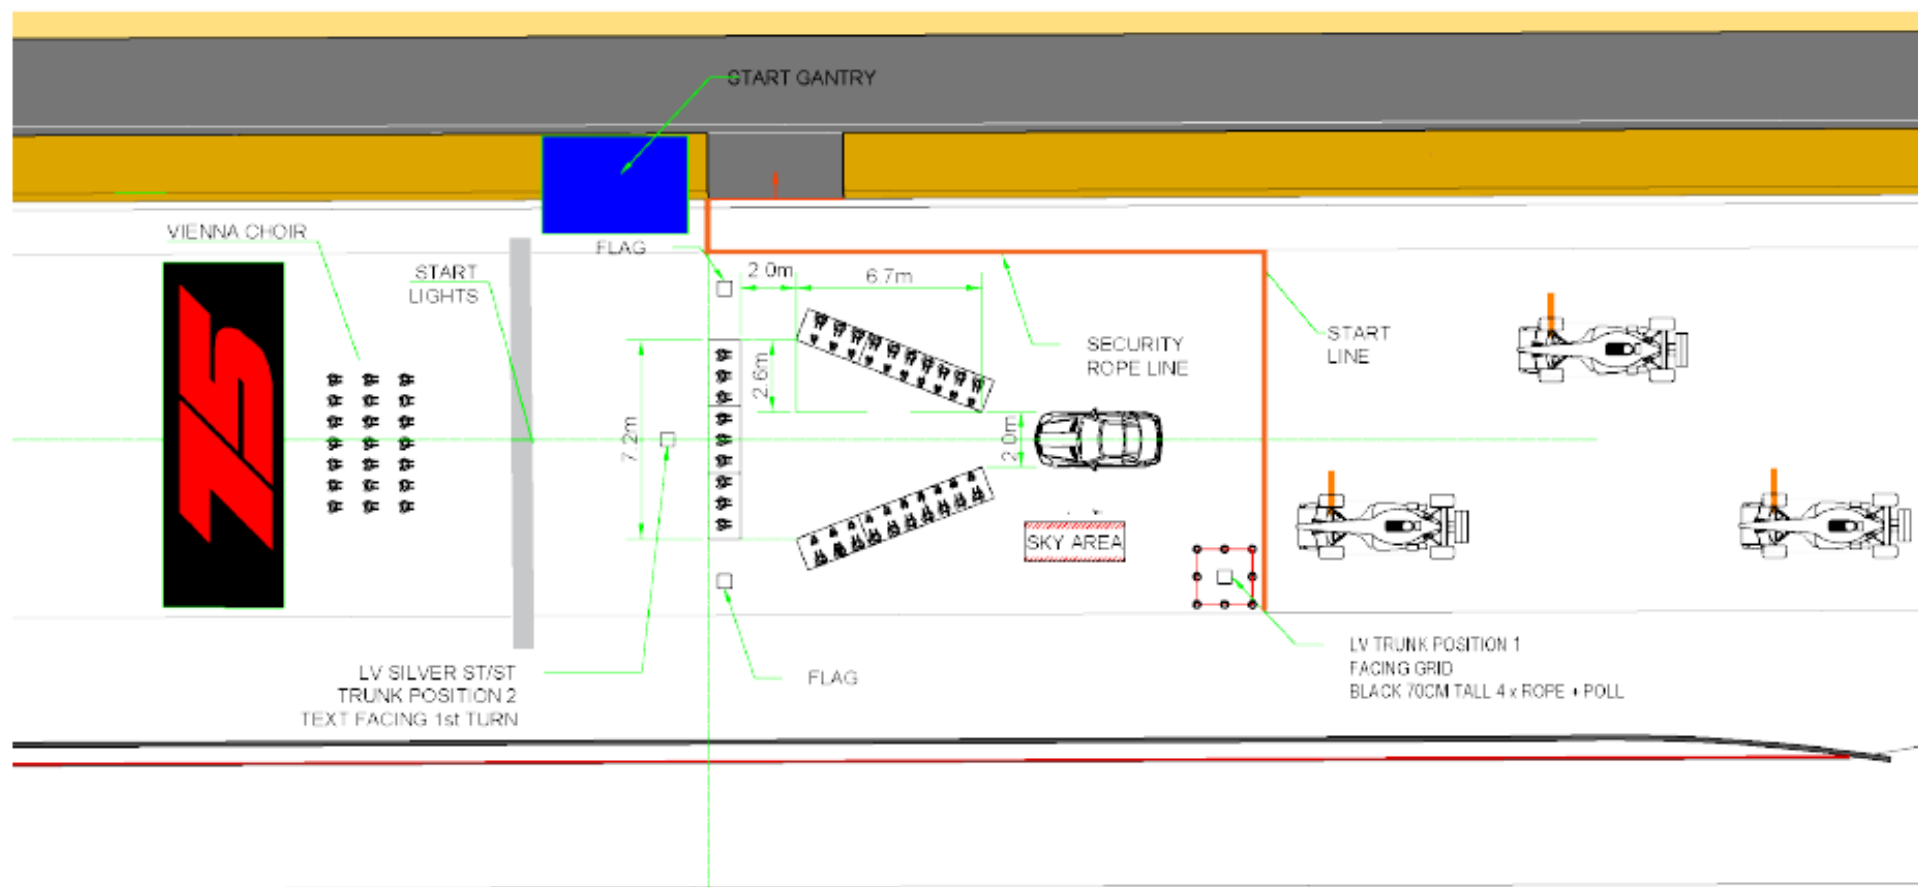 START GANTRY
VIENNA CHOIR
FLAG
START
LIGHTS
2.0m
6.7m
SECURITY
ROPE LINE
START
LINE
2.6m
7.2m
2.0m
75
SKY AREA
LV SILVER ST/ST
TRUNK POSITION 2
TEXT FACING 1st TURN
FLAG
LV TRUNK POSITION 1
FACING GRID
BLACK 70CM TALL 4 x ROPE + POLL